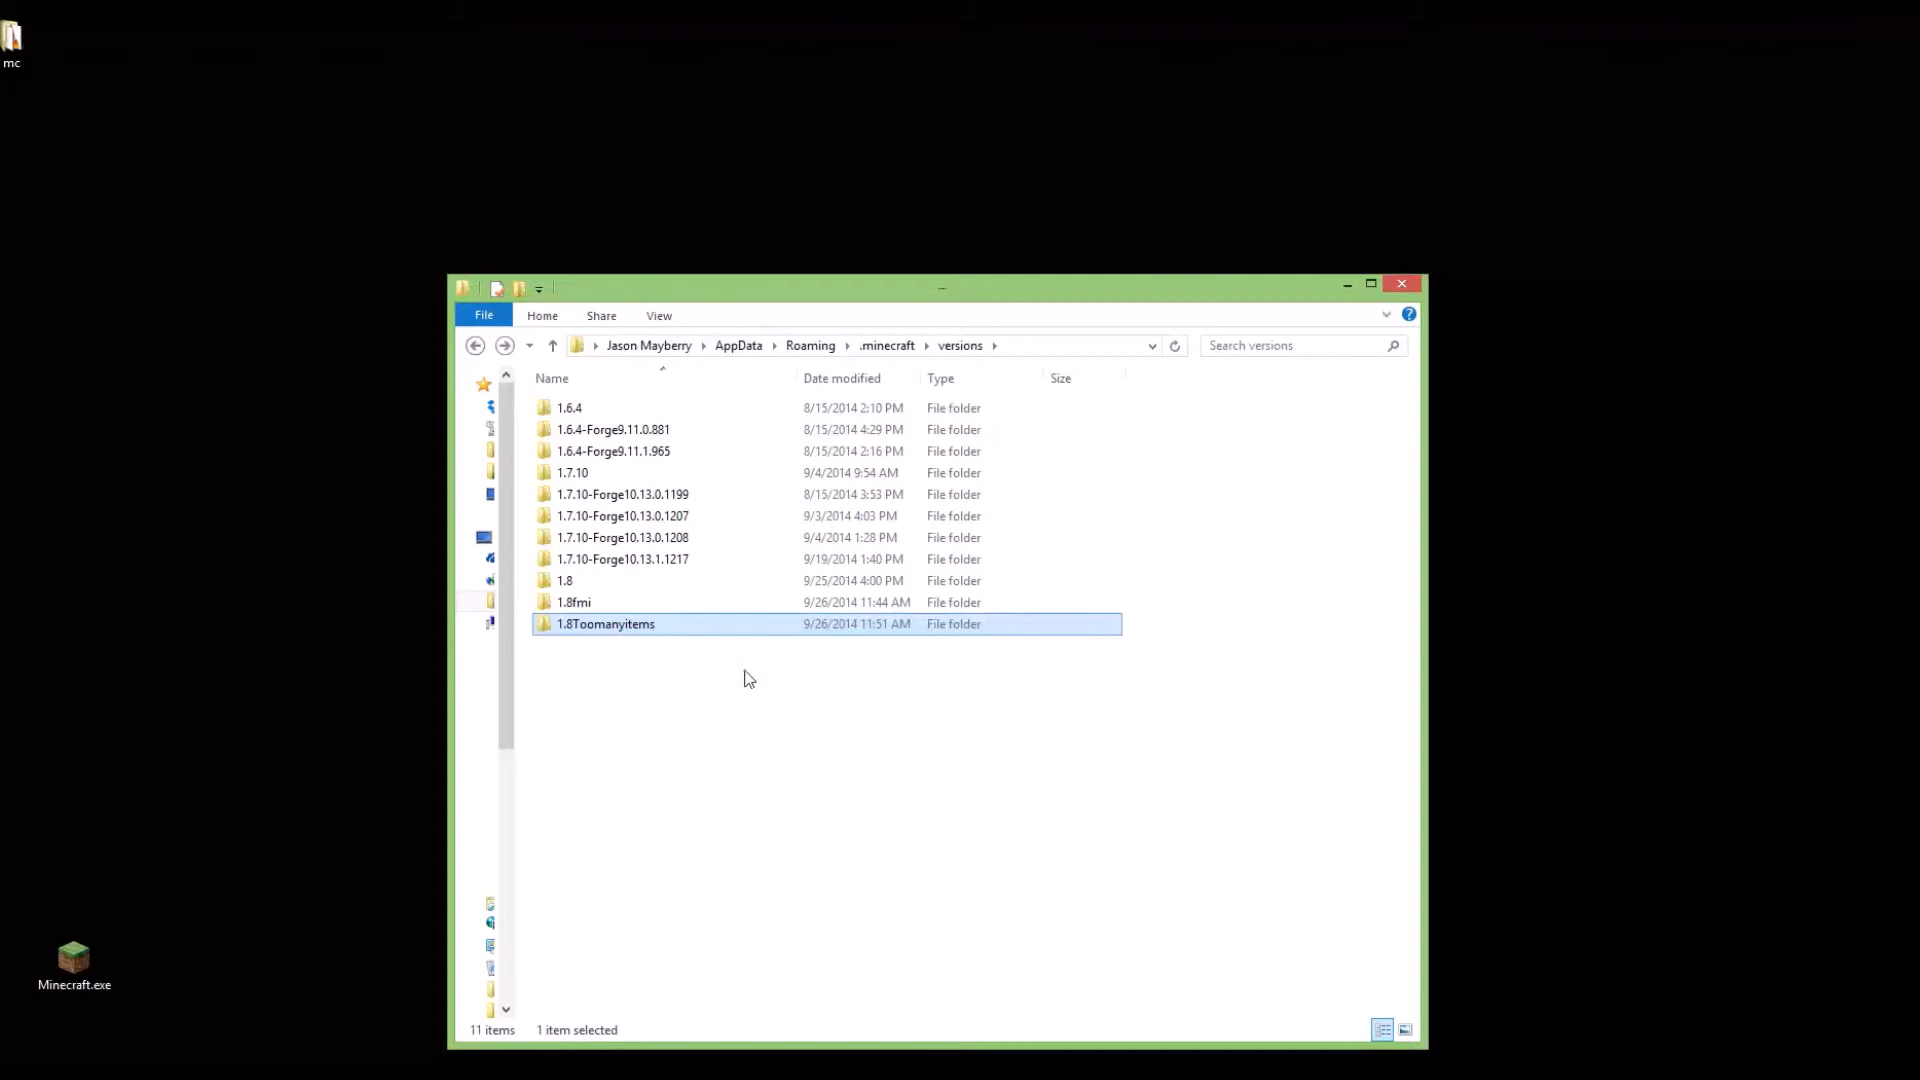 mc
File Home Share View
Jason Mayberry AppData Roaming .minecraft versions Search versions
Name Date modified Type Size
1.6.4 8/15/2014 2:10 PM File folder
1.6.4-Forge9.11.0.881 8/15/2014 4:29 PM File folder
1.6.4-Forge9.11.1.965 8/15/2014 2:16 PM File folder
1.7.10 9/4/2014 9:54 AM File folder
1.7.10-Forge10.13.0.1199 8/15/2014 3:53 PM File folder
1.7.10-Forge10.13.0.1207 9/3/2014 4:03 PM File folder
1.7.10-Forge10.13.0.1208 9/4/2014 1:28 PM File folder
1.7.10-Forge10.13.1.1217 9/19/2014 1:40 PM File folder
1.8 9/25/2014 4:00 PM File folder
1.8fmi 9/26/2014 11:44 AM File folder
1.8Toomanyitems 9/26/2014 11:51 AM File folder
Minecraft.exe
11 items 1 item selected